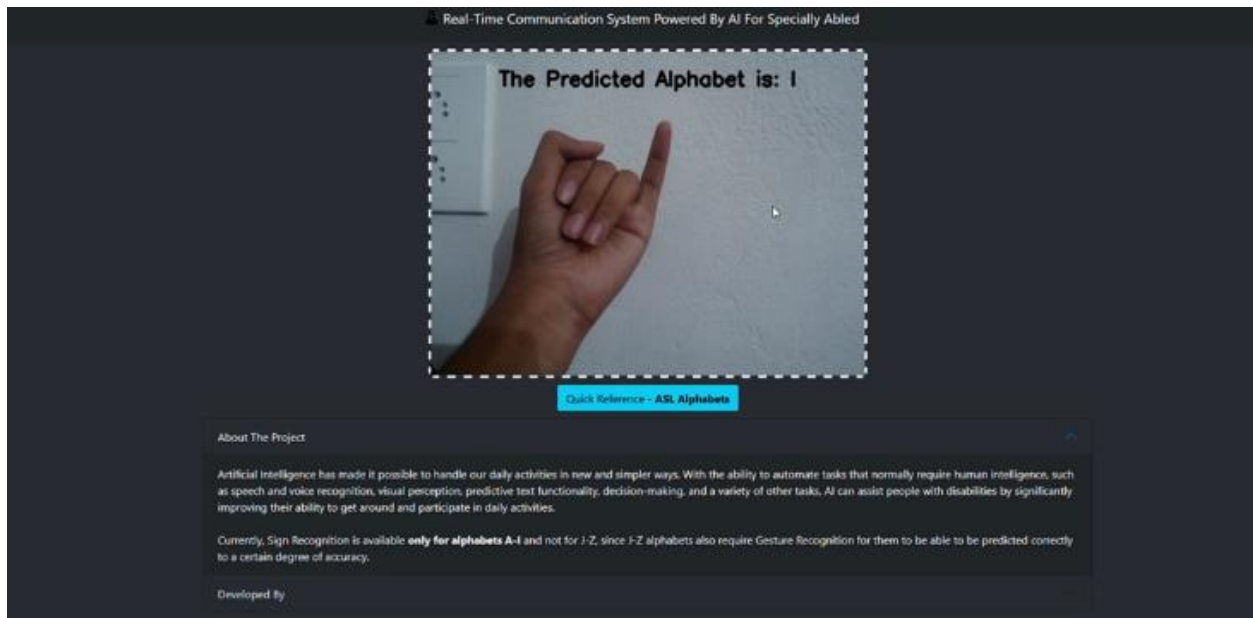 Real-Time Communication System Powered By AI For Specially Abled
The Predicted Alphabet is: I
Quick Reference - ASL Alphabets
About The Project
Artificial Intelligence has made it possible to handle our daily activities in new and simpler ways. With the ability to automate tasks that normally require human intelligence, such
as speech and voice recognition, visual perception, predictive text functionality, decision-making, and a variety of other tasks, AI can assist people with disabilities by significantly
improving their ability to get around and participate in daily activities.
Currently, Sign Recognition is available only for alphabets A-I and not for J-Z, since J-Z alphabets also require Gesture Recognition for them to be able to be predicted correctly
to a certain degree of accuracy.
Developed By